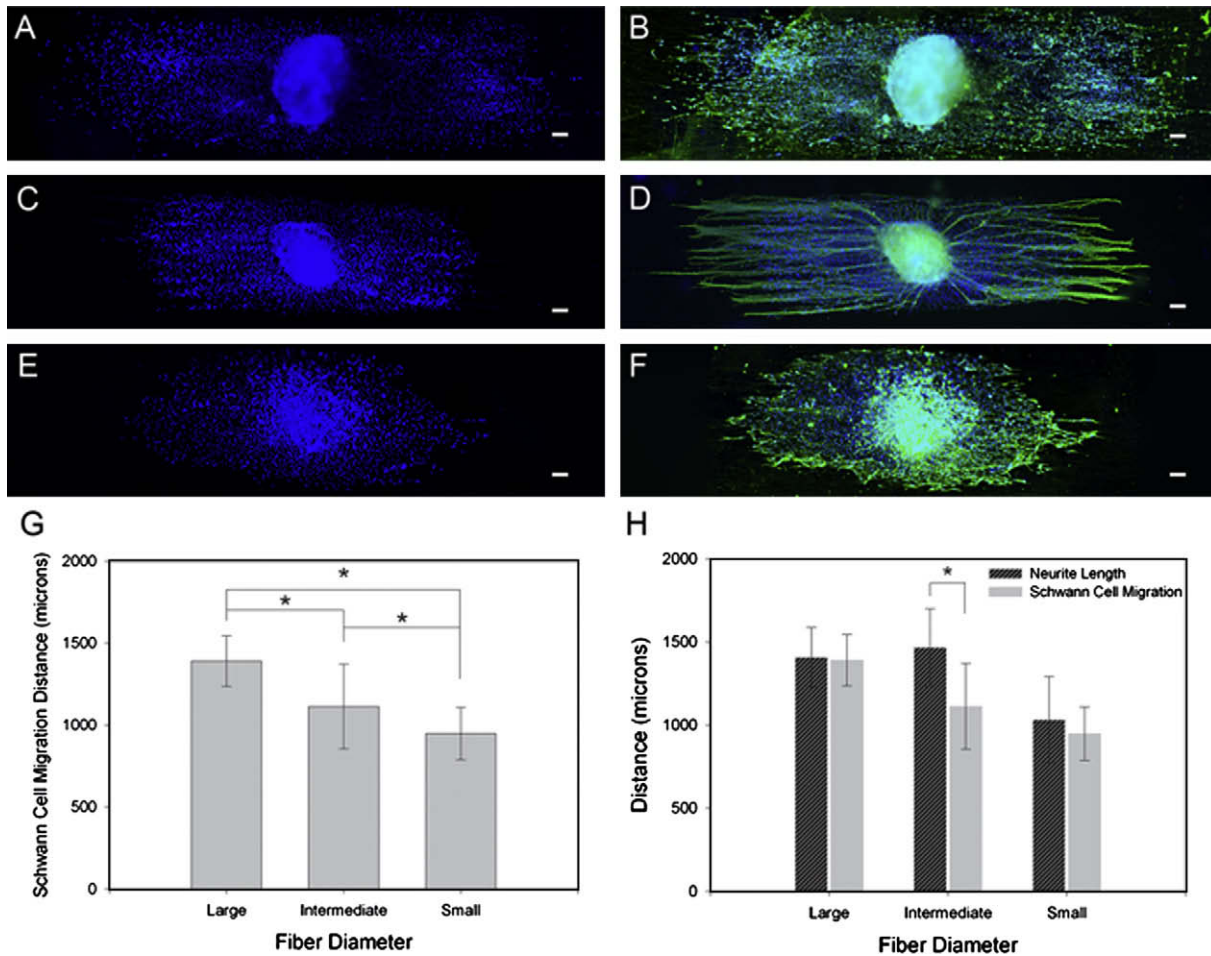 A
B
C
D
E
F
G
H
Schwann Cell Migration Distance (microns)
2000
1500
1000
500
0
*
*
*
Large
Intermediate
Small
Fiber Diameter
Distance (microns)
2000
1500
1000
500
0
*
Neurite Length
Schwann Cell Migration
Large
Intermediate
Small
Fiber Diameter